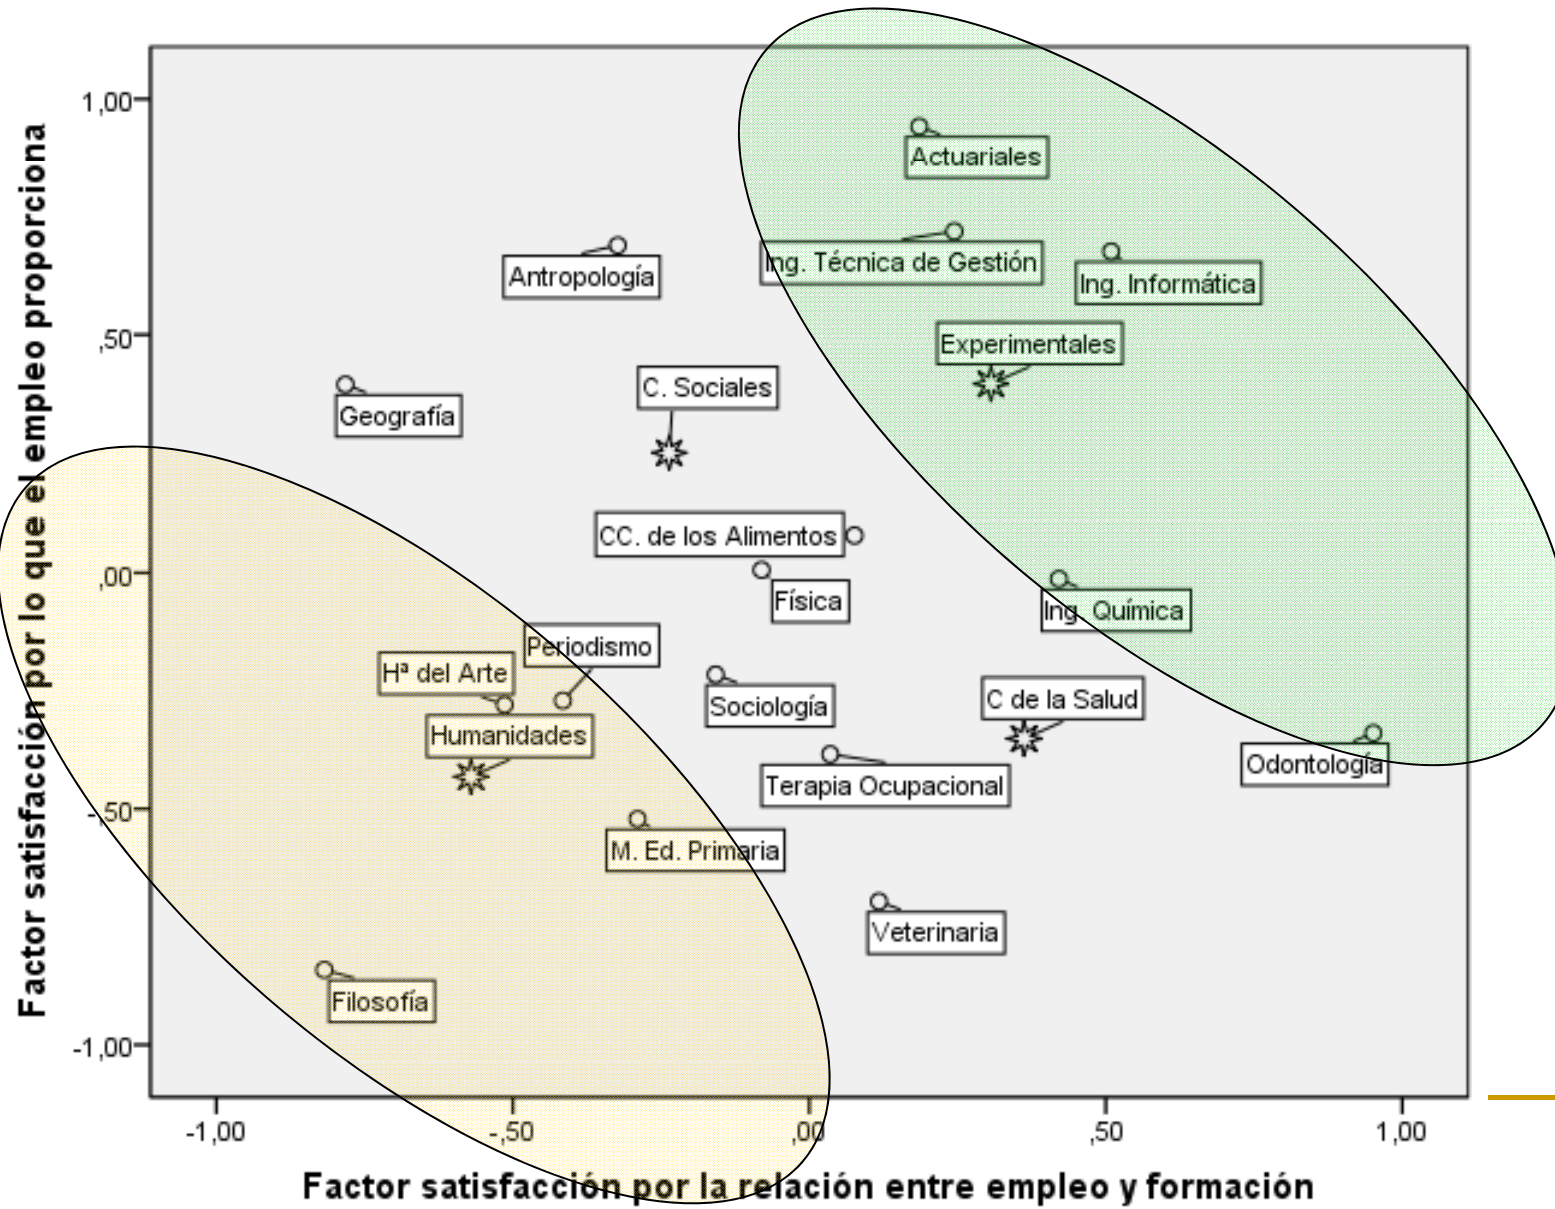 Factor satisfacción por lo que el empleo proporciona
1,00
,50
,00
-,50
-1,00
Actuariales
Ing. Técnica de Gestión
Antropología
Ing. Informática
Experimentales
C. Sociales
Geografía
CC. de los Alimentos
Física
Ing. Química
Periodismo
Hª del Arte
C de la Salud
Sociología
Humanidades
Odontología
Terapia Ocupacional
M. Ed. Primaria
Veterinaria
Filosofía
-1,00
-,50
,00
,50
1,00
Factor satisfacción por la relación entre empleo y formación